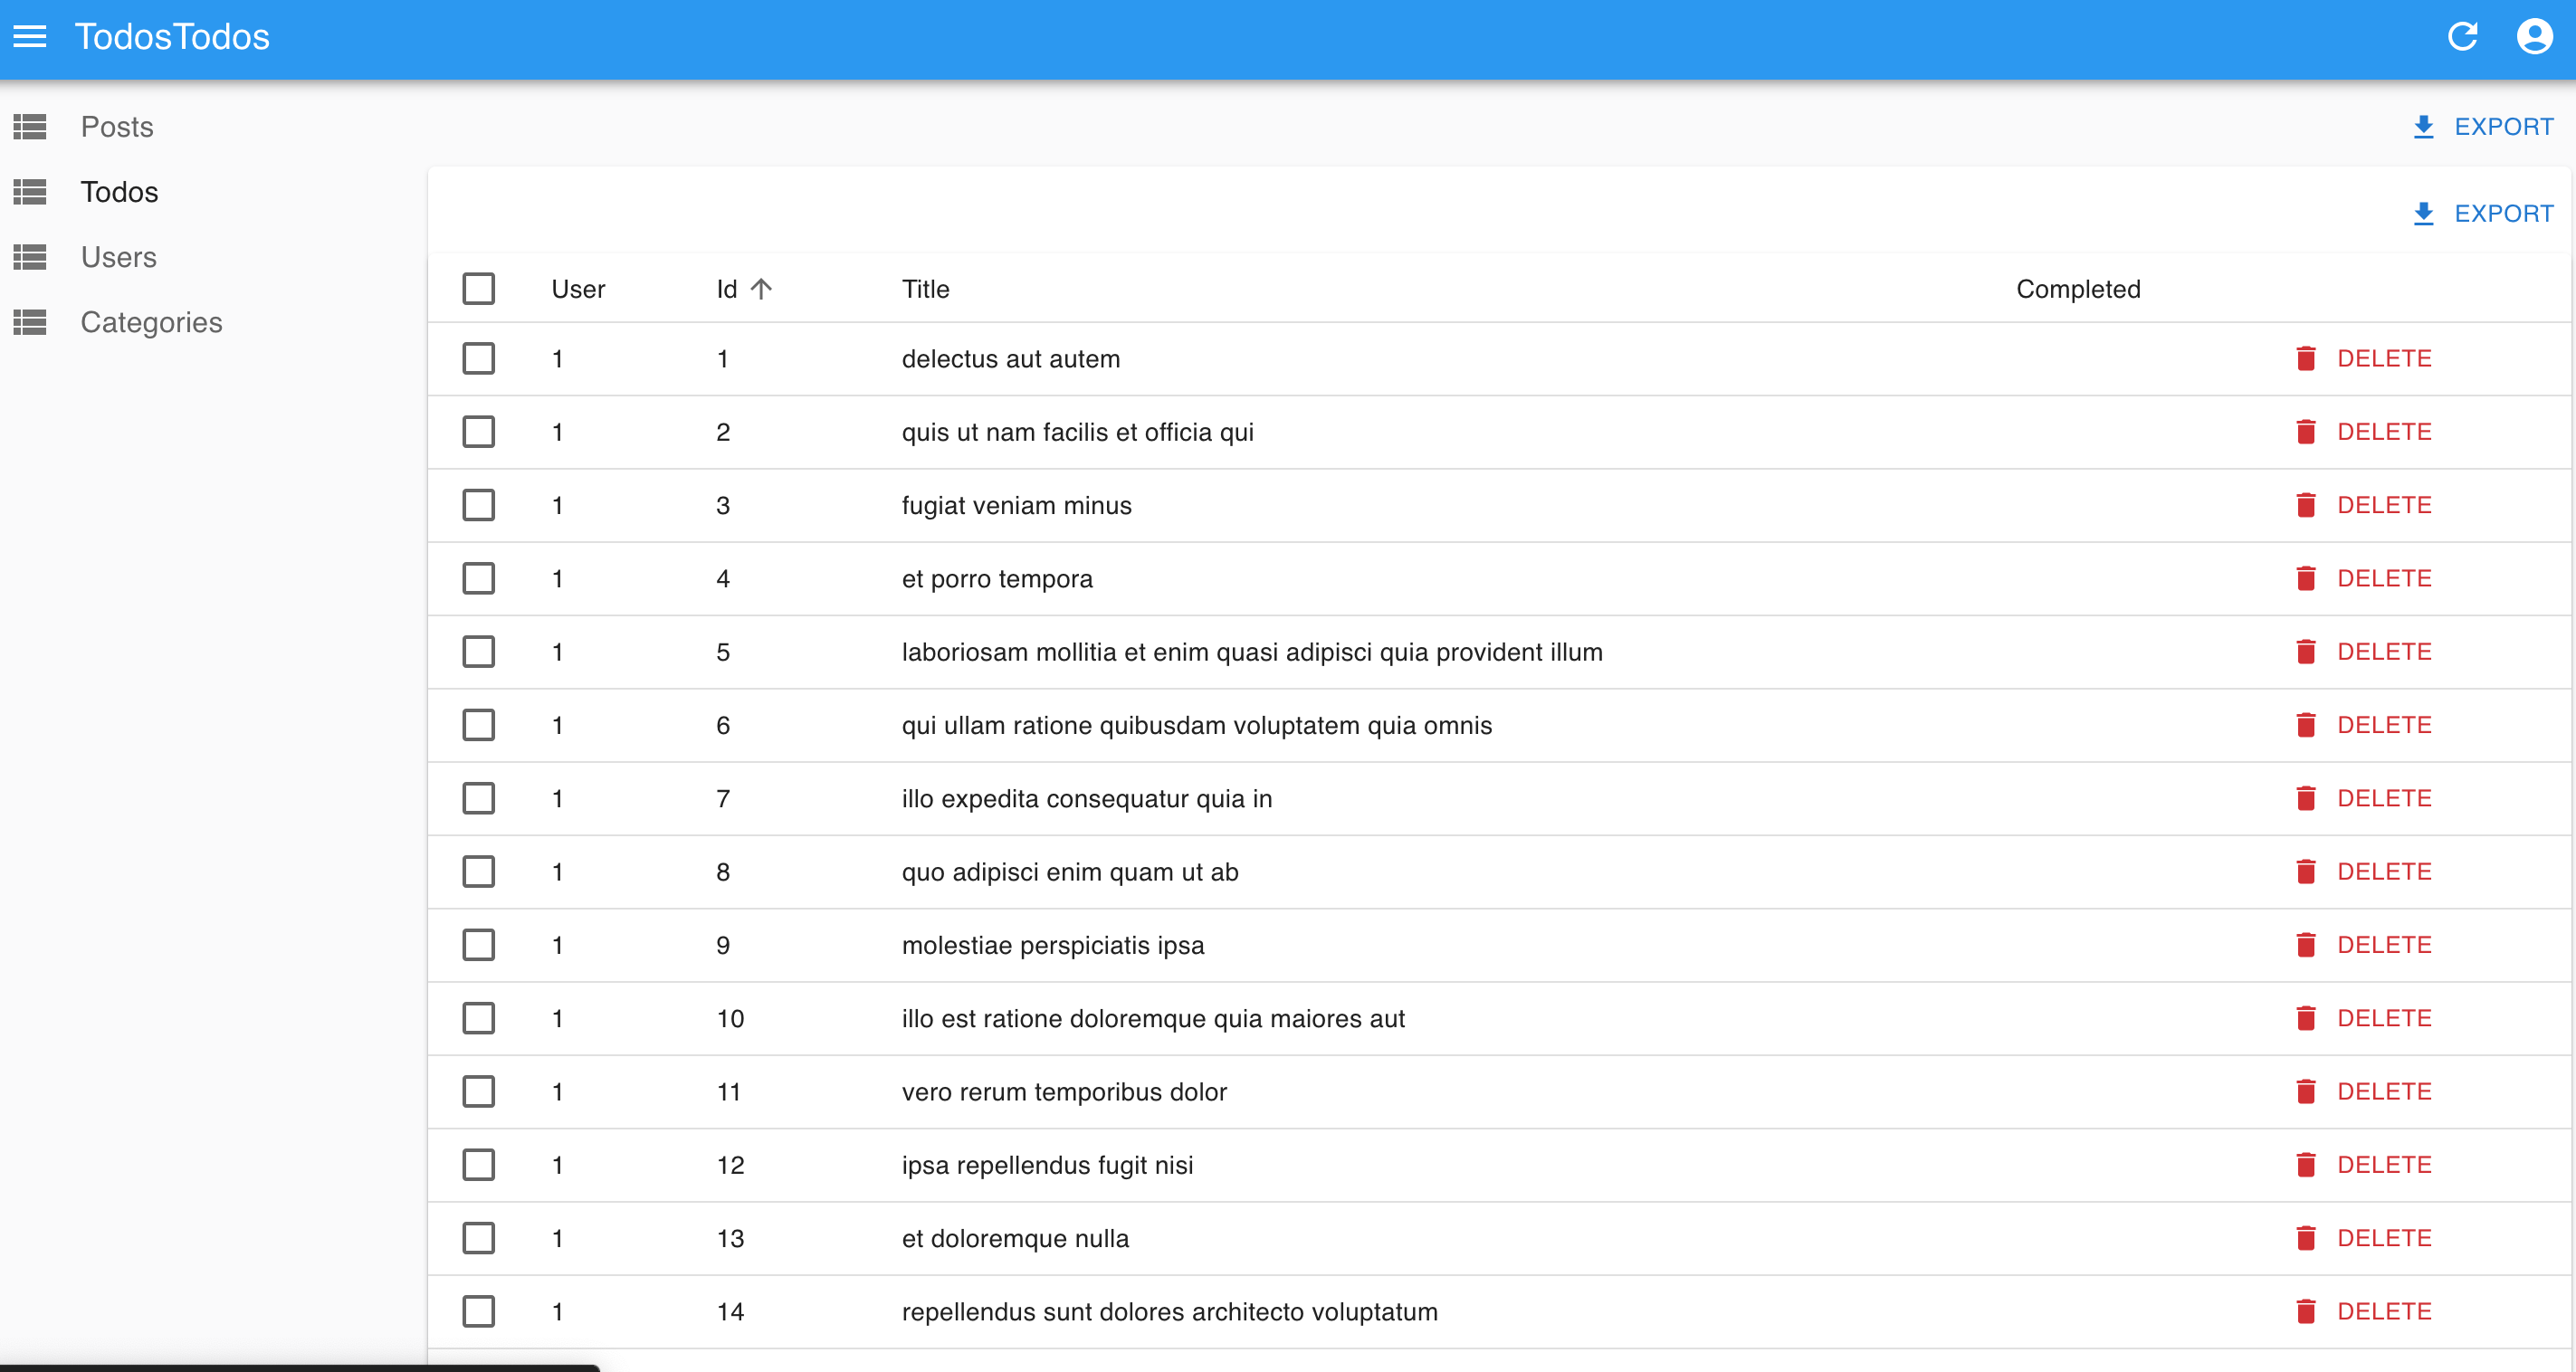 TodosTodos
Posts
Todos
Users
Categories
EXPORT
EXPORT
User Id Title Completed
1 1 delectus aut autem DELETE
1 2 quis ut nam facilis et officia qui DELETE
1 3 fugiat veniam minus DELETE
1 4 et porro tempora DELETE
1 5 laboriosam mollitia et enim quasi adipisci quia provident illum DELETE
1 6 qui ullam ratione quibusdam voluptatem quia omnis DELETE
1 7 illo expedita consequatur quia in DELETE
1 8 quo adipisci enim quam ut ab DELETE
1 9 molestiae perspiciatis ipsa DELETE
1 10 illo est ratione doloremque quia maiores aut DELETE
1 11 vero rerum temporibus dolor DELETE
1 12 ipsa repellendus fugit nisi DELETE
1 13 et doloremque nulla DELETE
1 14 repellendus sunt dolores architecto voluptatum DELETE